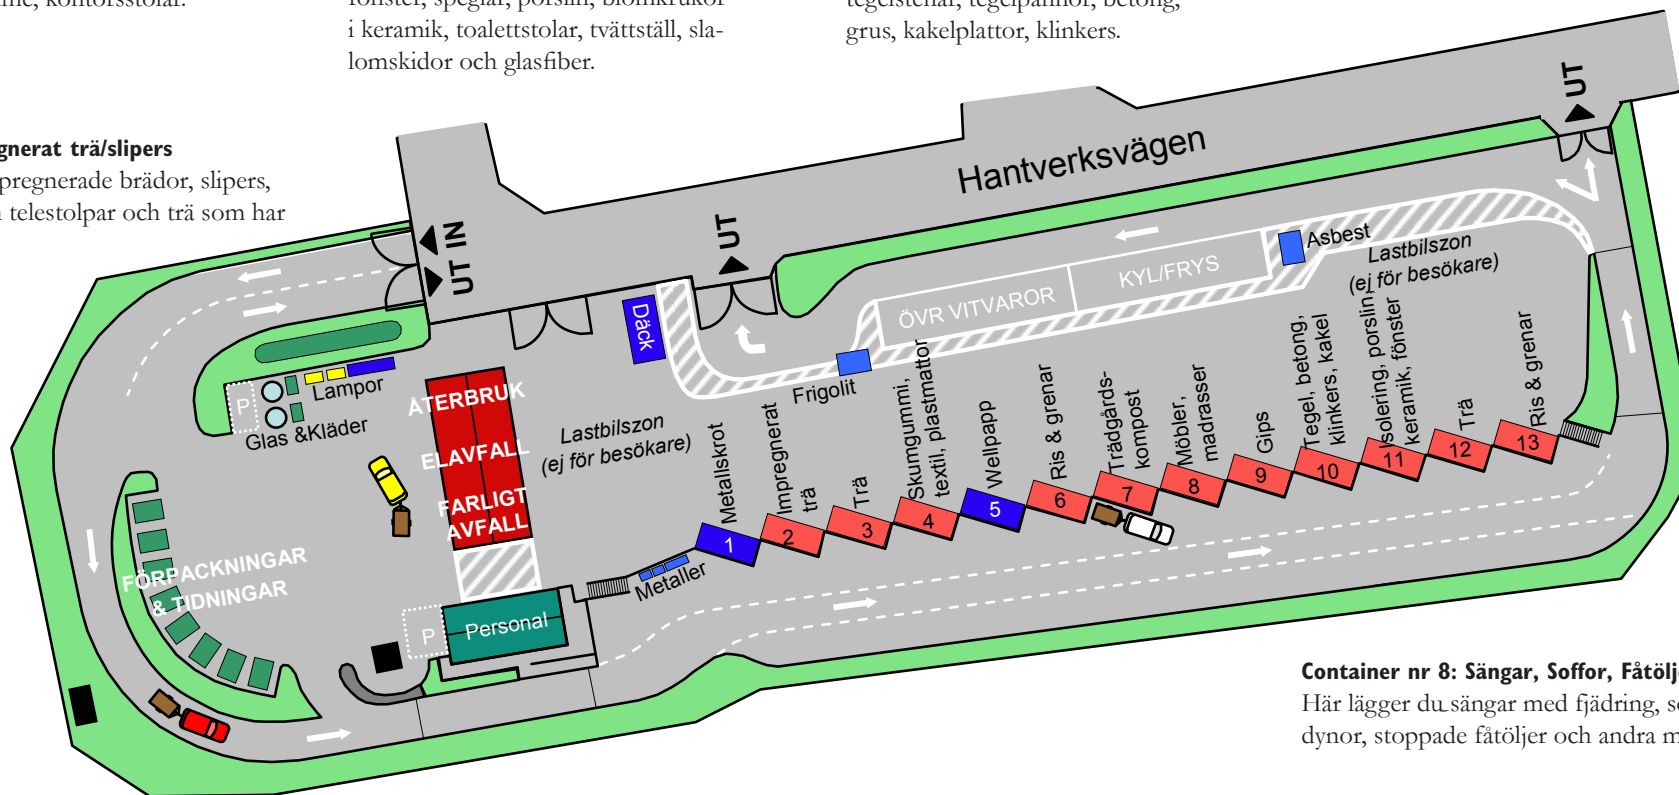 kontorsstolar.
fönster, speglar, porslin, blomkrukor
i keramik, toalettstolar, tvättställ, sla-
lomskidor och glasfiber.
tegelstenar, tegelpannor, betong,
grus, kakelplattor, klinkers.
gnerat trä/slipers
pregnerade brädor, slipers,
telestolpar och trä som har
Hantverksvägen
UT
UT IN
UT
Däck
ÖVR VITVAROR
KYL/FRYS
Asbest
Lastbilszon
(ej för besökare)
Frigolit
P
Lampor
Glas &Kläder
ÅTERBRUK
ELAVFALL
FARLIGT
AVFALL
Lastbilszon
(ej för besökare)
FÖRPACKNINGAR
& TIDNINGAR
P
Personal
Metaller
Metallskrot
1
Impregnerat
trä
2
Trä
3
Skumgummi,
textil, plastmattor
4
Wellpapp
5
Ris & grenar
6
Trädgårds-
kompost
7
Möbler,
madrasser
8
Gips
9
Tegel, betong,
klinkers, kakel
10
Isolering, porslin,
keramik, fönster
11
Trä
12
Ris & grenar
13
Container nr 8: Sängar, Soffor, Fåtölj
Här lägger du sängar med fjädring, s
dynor, stoppade fåtöljer och andra m